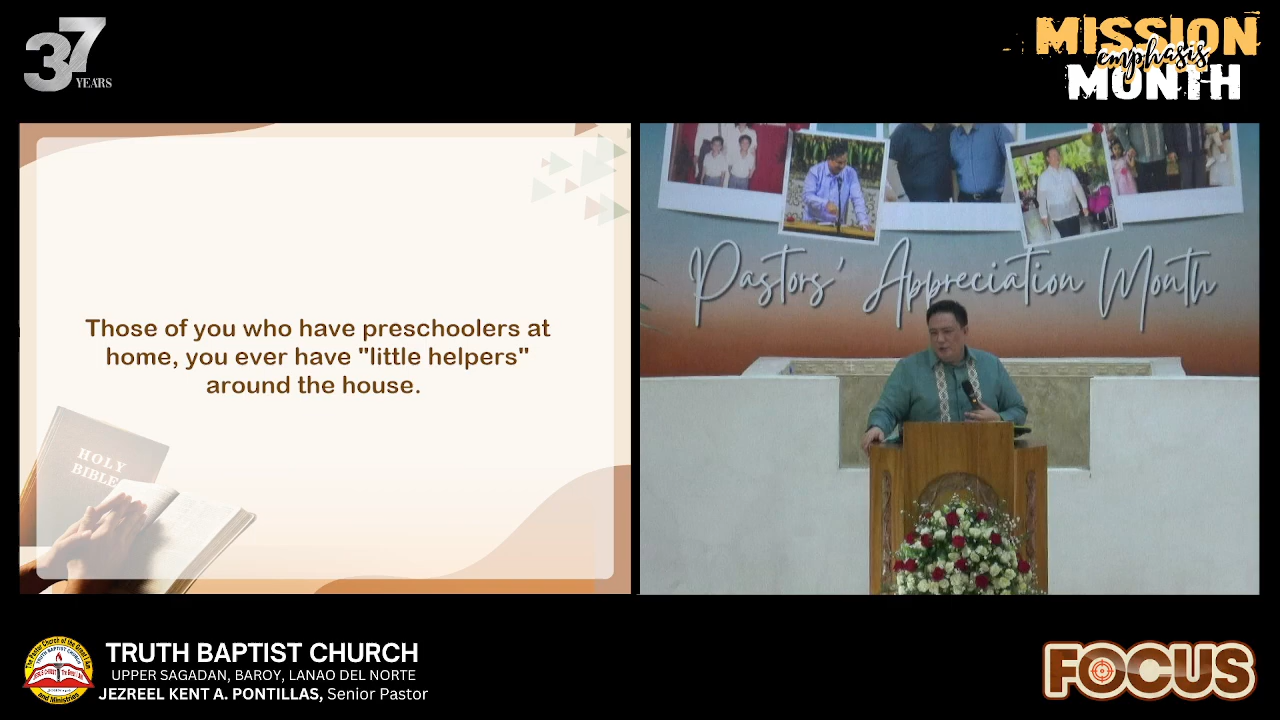 37
YEARS
MISSION
emphasis
MONTH
Those of you who have preschoolers at
home, you ever have "little helpers"
around the house.
HOLY
BIBLE
Pastors' Appreciation Month
TRUTH BAPTIST CHURCH
UPPER SAGADAN, BAROY, LANAO DEL NORTE
JEZREEL KENT A. PONTILLAS, Senior Pastor
FOCUS